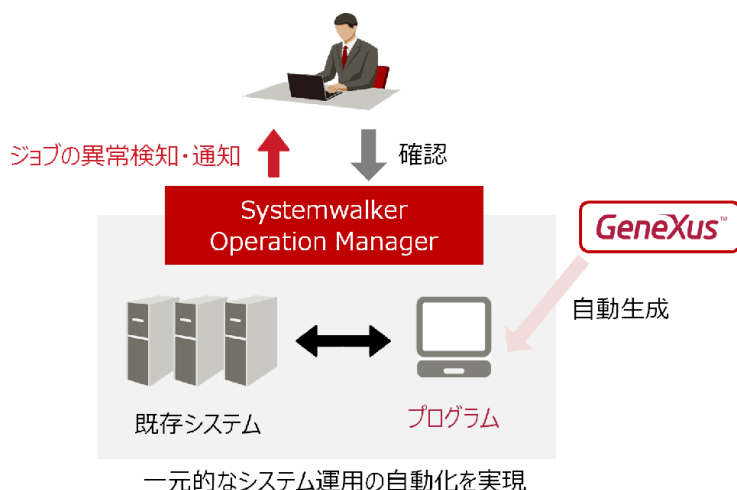 ジョブの異常検知・通知
確認
Systemwalker
Operation Manager
GeneXus™
自動生成
既存システム
プログラム
一元的なシステム運用の自動化を実現